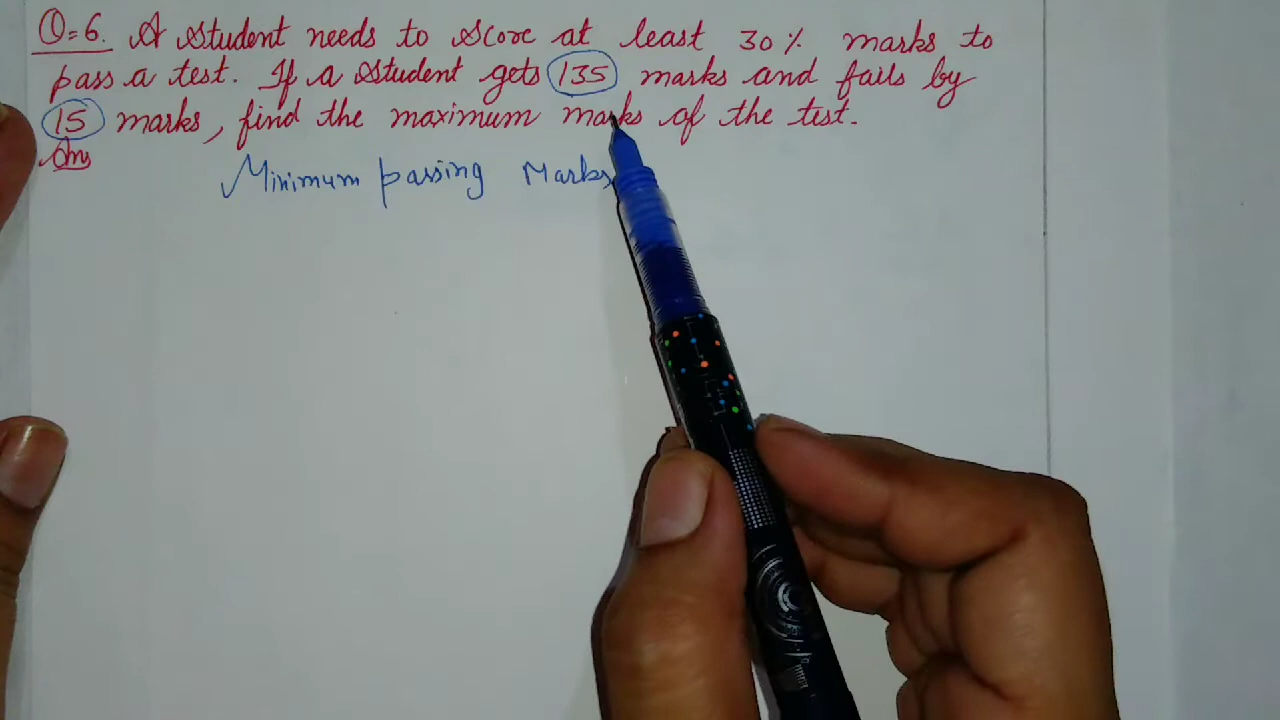 Q=6. A Student needs to score at least 30% marks to
pass a test. If a student gets 135 marks and fails by
15 marks, find the maximum marks of the test.
Ans
Minimum passing Marks